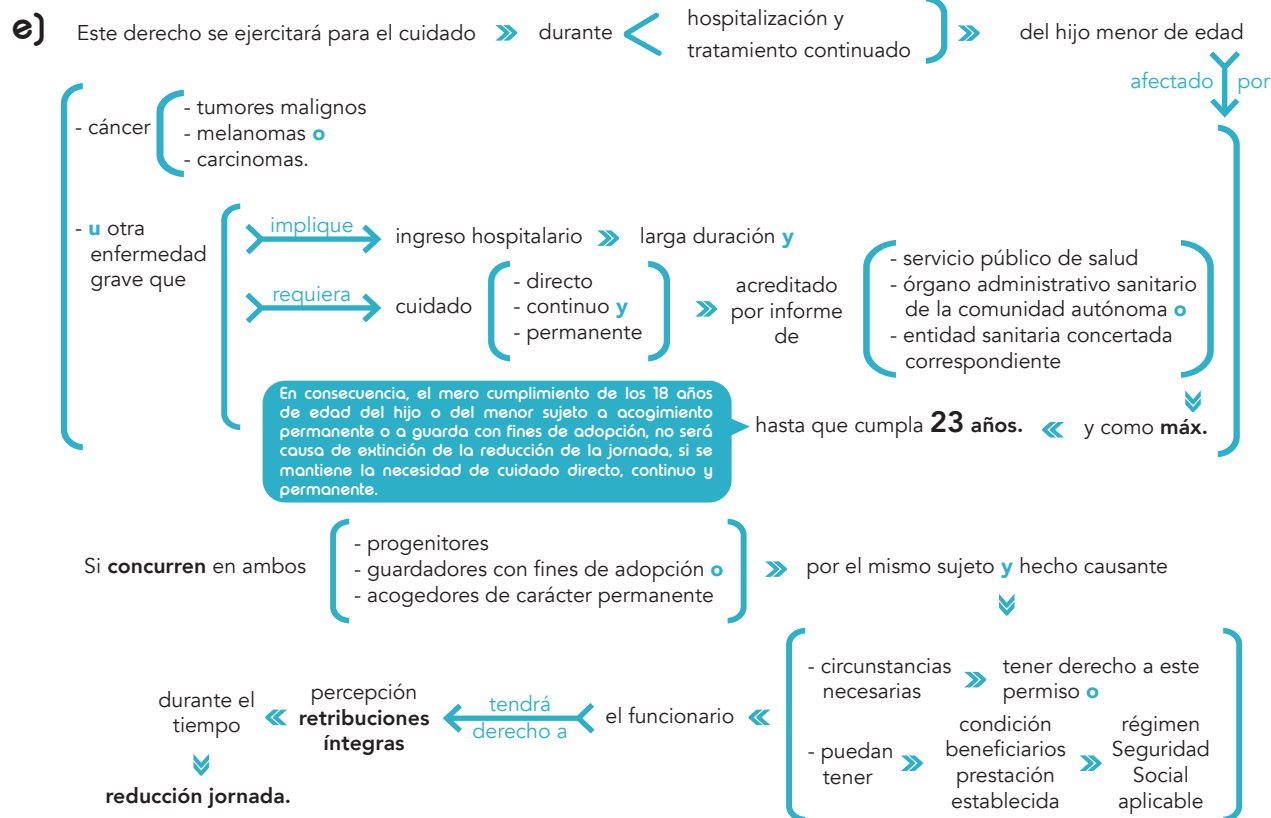 e) Este derecho se ejercitará para el cuidado » durante
hospitalización y
tratamiento continuado
» del hijo menor de edad
afectado por
- cáncer
- tumores malignos
- melanomas o
- carcinomas.
- u otra
enfermedad
grave que
implique
ingreso hospitalario » larga duración y
requiera
cuidado
- directo
- continuo y
- permanente
» acreditado
por informe
de
- servicio público de salud
- órgano administrativo sanitario
de la comunidad autónoma o
- entidad sanitaria concertada
correspondiente
y como máx.
« hasta que cumpla 23 años.
En consecuencia, el mero cumplimiento de los 18 años
de edad del hijo o del menor sujeto a acogimiento
permanente o a guarda con fines de adopción, no será
causa de extinción de la reducción de la jornada, si se
mantiene la necesidad de cuidado directo, continuo y
permanente.
Si concurren en ambos
- progenitores
- guardadores con fines de adopción o
- acogedores de carácter permanente
» por el mismo sujeto y hecho causante
- circunstancias
necesarias
» tener derecho a este
permiso o
- puedan
tener
» condición
beneficiarios
prestación
establecida
» régimen
Seguridad
Social
aplicable
« el funcionario
tendrá
derecho a
percepción
retribuciones
íntegras
« durante el
tiempo
reducción jornada.